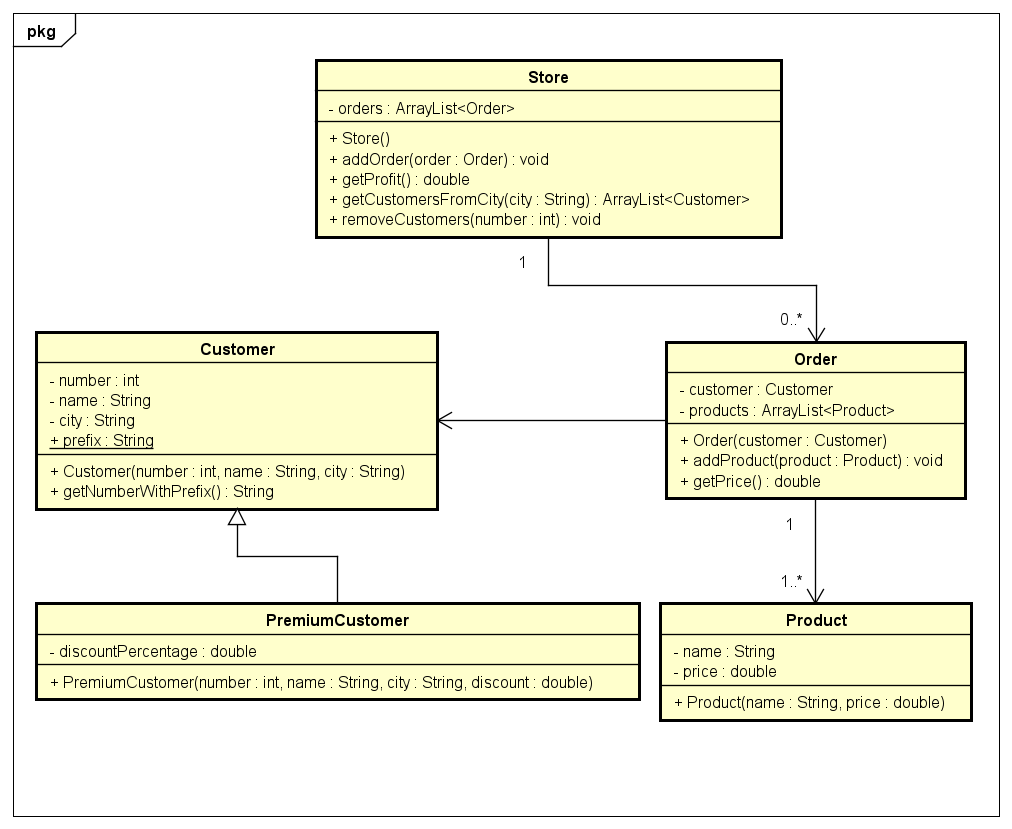 pkg
Store
- orders : ArrayList<Order>
+ Store()
+ addOrder(order : Order) : void
+ getProfit() : double
+ getCustomersFromCity(city : String) : ArrayList<Customer>
+ removeCustomers(number : int) : void
1
0..*
Customer
- number : int
- name : String
- city : String
+ prefix : String
+ Customer(number : int, name : String, city : String)
+ getNumberWithPrefix() : String
Order
- customer : Customer
- products : ArrayList<Product>
+ Order(customer : Customer)
+ addProduct(product : Product) : void
+ getPrice() : double
1
1..*
PremiumCustomer
- discountPercentage : double
+ PremiumCustomer(number : int, name : String, city : String, discount : double)
Product
- name : String
- price : double
+ Product(name : String, price : double)